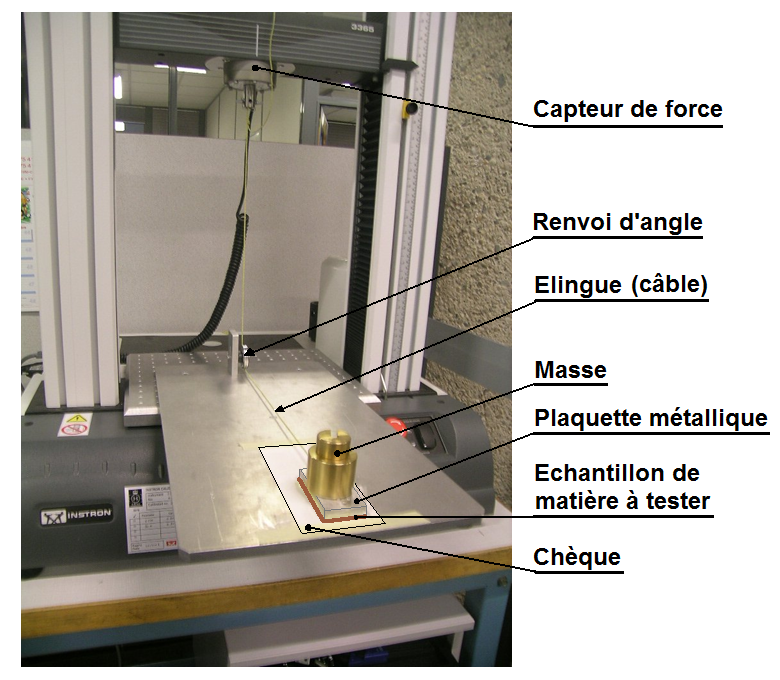 3365
Capteur de force
Renvoi d'angle
Elingue (câble)
Masse
Plaquette métallique
Echantillon de
matière à tester
INSTRON
Chèque